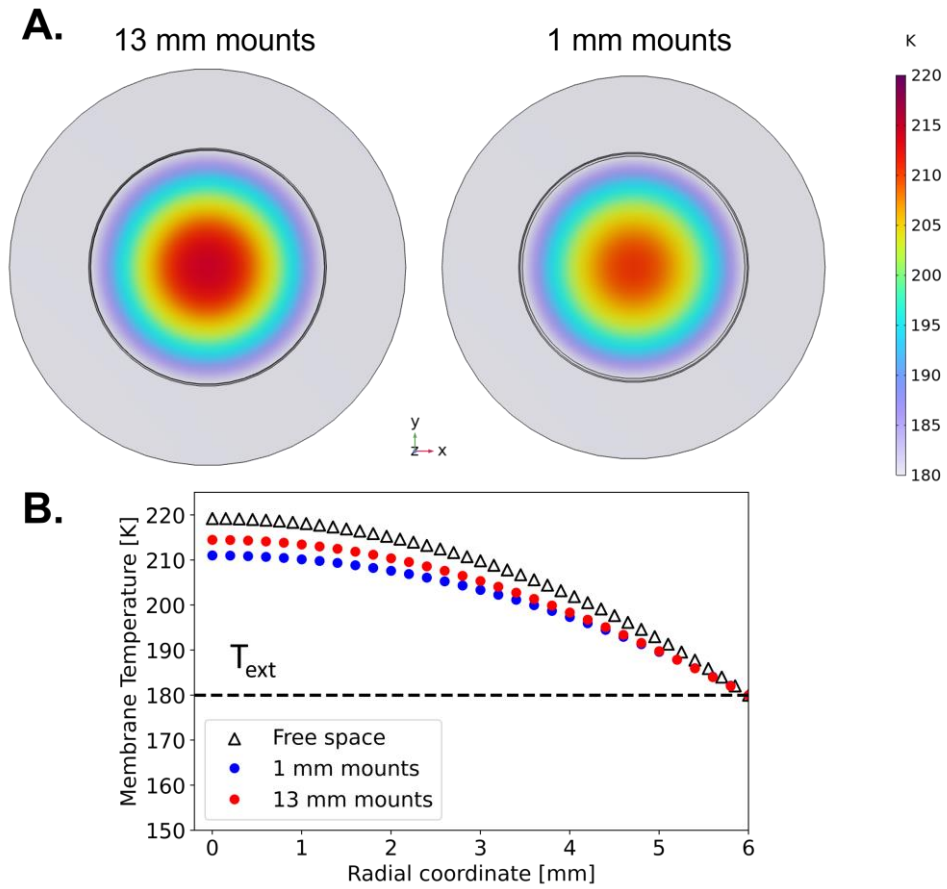 A.
13 mm mounts
1 mm mounts
K
220
215
210
205
200
195
190
185
180
y
z x
B.
Membrane Temperature [K]
220
210
200
190
180
170
160
150
T_ext
Free space
1 mm mounts
13 mm mounts
0 1 2 3 4 5 6
Radial coordinate [mm]